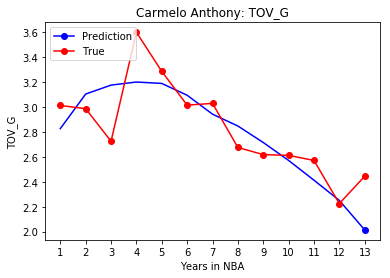 Carmelo Anthony: TOV_G
Prediction
True
3.6
3.4
3.2
3.0
2.8
2.6
2.4
2.2
2.0
TOV_G
1 2 3 4 5 6 7 8 9 10 11 12 13
Years in NBA